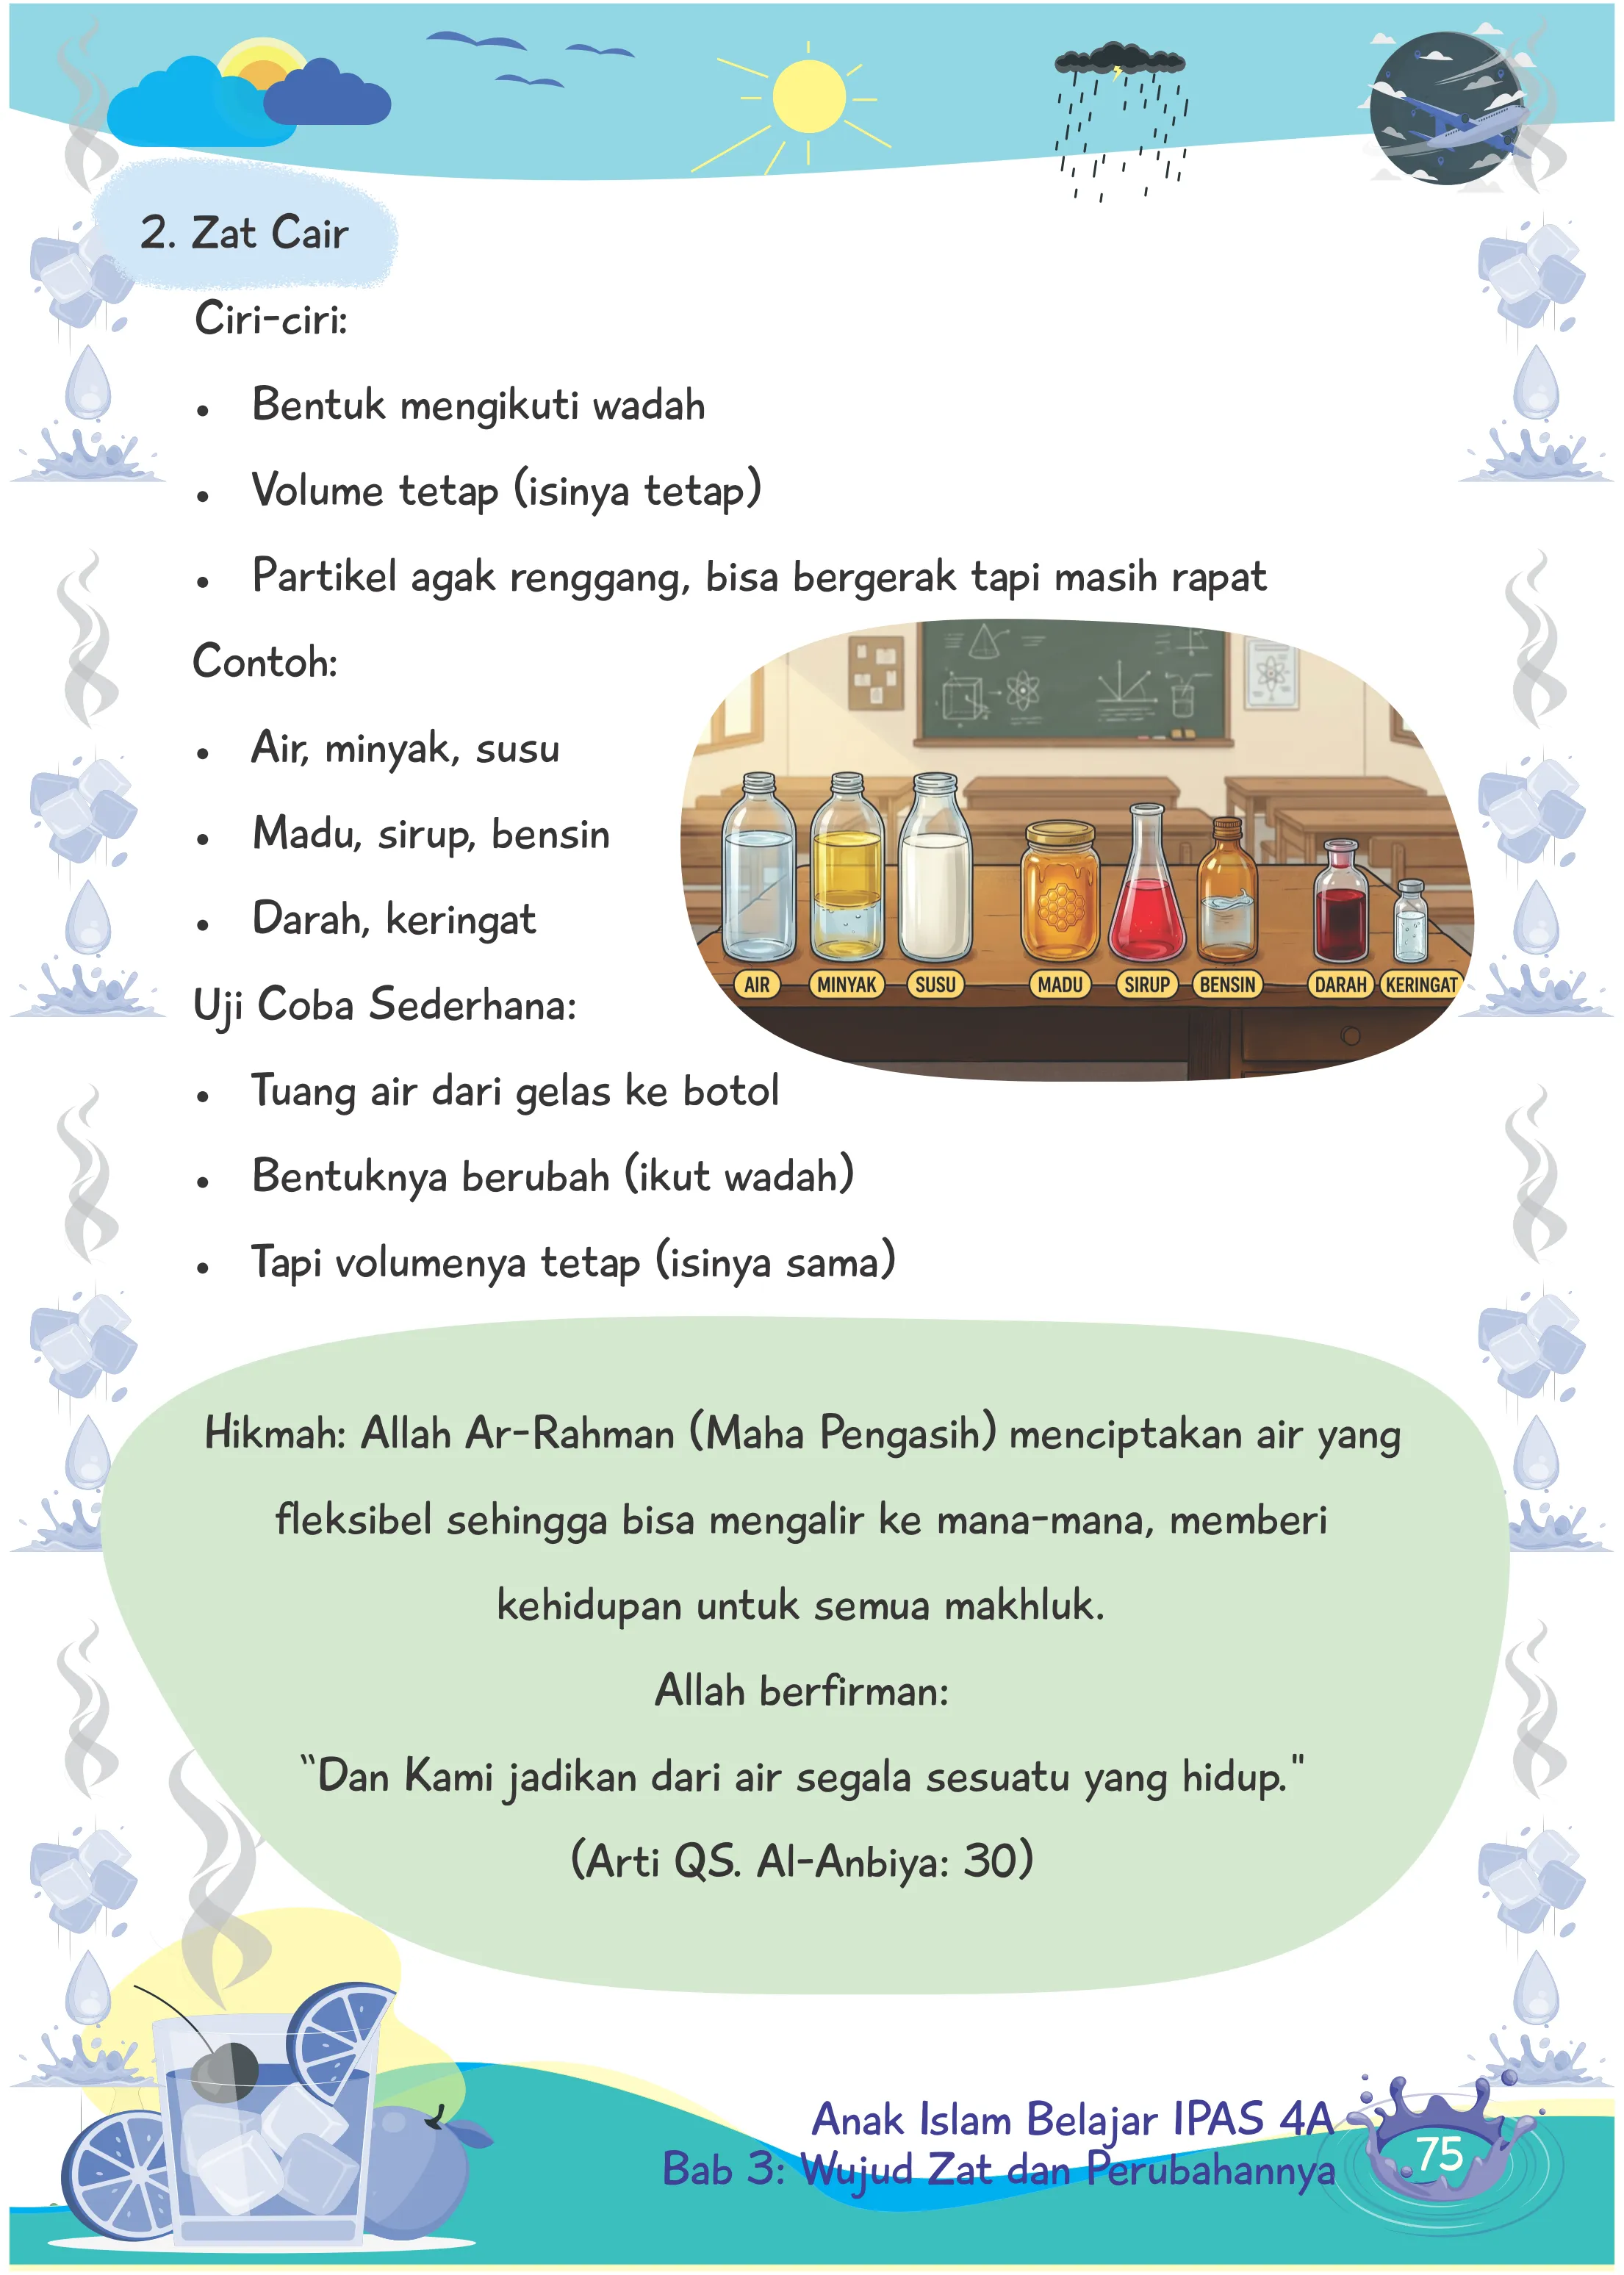 2. Zat Cair
Ciri-ciri:
• Bentuk mengikuti wadah
• Volume tetap (isinya tetap)
• Partikel agak renggang, bisa bergerak tapi masih rapat
Contoh:
• Air, minyak, susu
• Madu, sirup, bensin
• Darah, keringat
AIR MINYAK SUSU MADU SIRUP BENSIN DARAH KERINGAT
Uji Coba Sederhana:
• Tuang air dari gelas ke botol
• Bentuknya berubah (ikut wadah)
• Tapi volumenya tetap (isinya sama)
Hikmah: Allah Ar-Rahman (Maha Pengasih) menciptakan air yang
fleksibel sehingga bisa mengalir ke mana-mana, memberi
kehidupan untuk semua makhluk.
Allah berfirman:
“Dan Kami jadikan dari air segala sesuatu yang hidup."
(Arti QS. Al-Anbiya: 30)
Anak Islam Belajar IPAS 4A
Bab 3: Wujud Zat dan Perubahannya
75